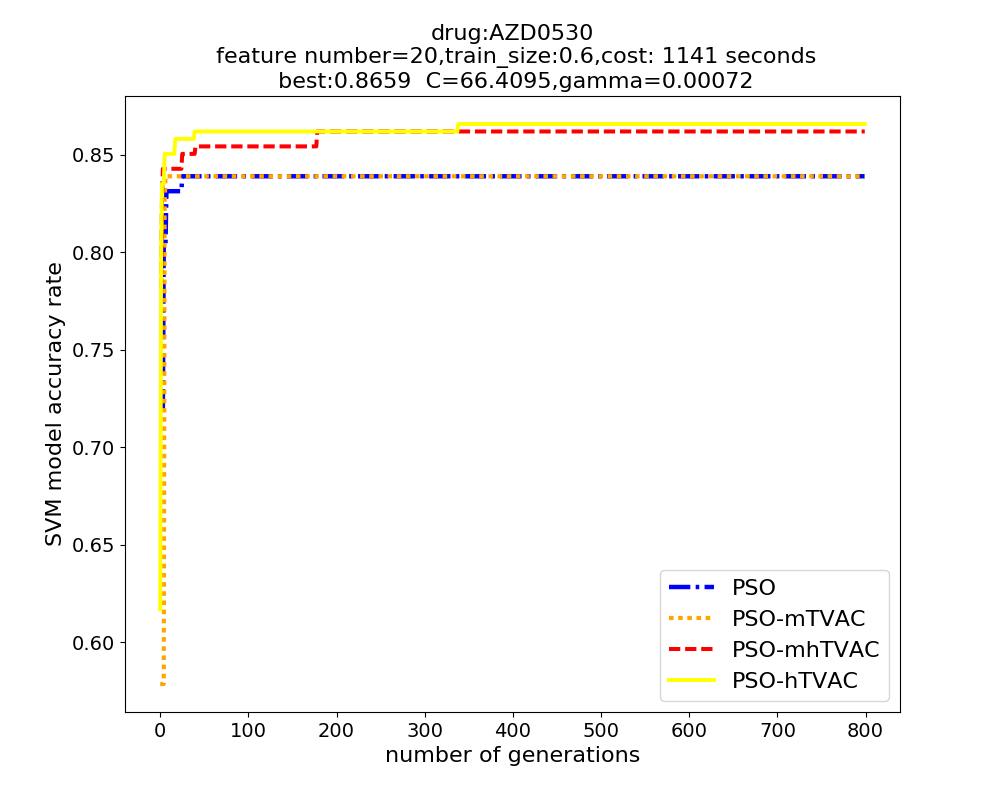 drug:AZD0530
feature number=20,train_size:0.6,cost: 1141 seconds
best:0.8659  C=66.4095,gamma=0.00072
SVM model accuracy rate
0.85
0.80
0.75
0.70
0.65
0.60
PSO
PSO-mTVAC
PSO-mhTVAC
PSO-hTVAC
0 100 200 300 400 500 600 700 800
number of generations